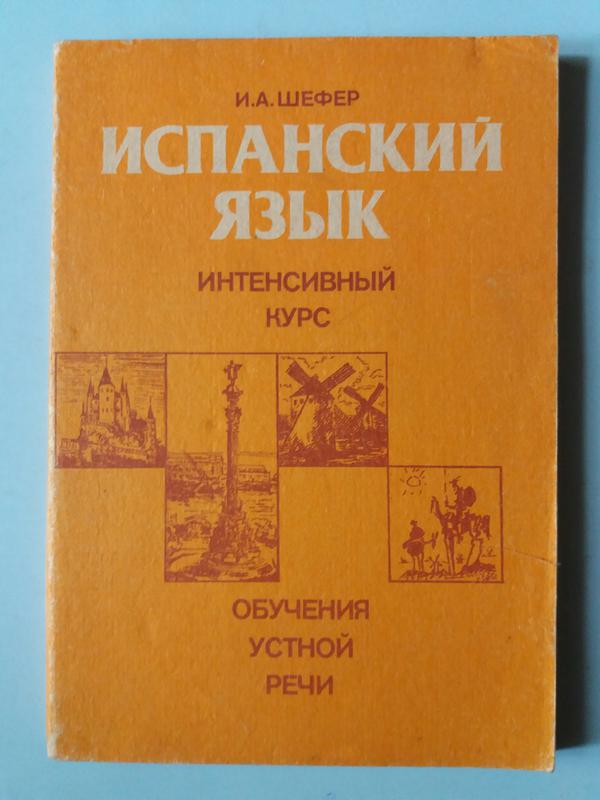 И.А.ШЕФЕР
ИСПАНСКИЙ
ЯЗЫК
ИНТЕНСИВНЫЙ
КУРС
ОБУЧЕНИЯ
УСТНОЙ
РЕЧИ